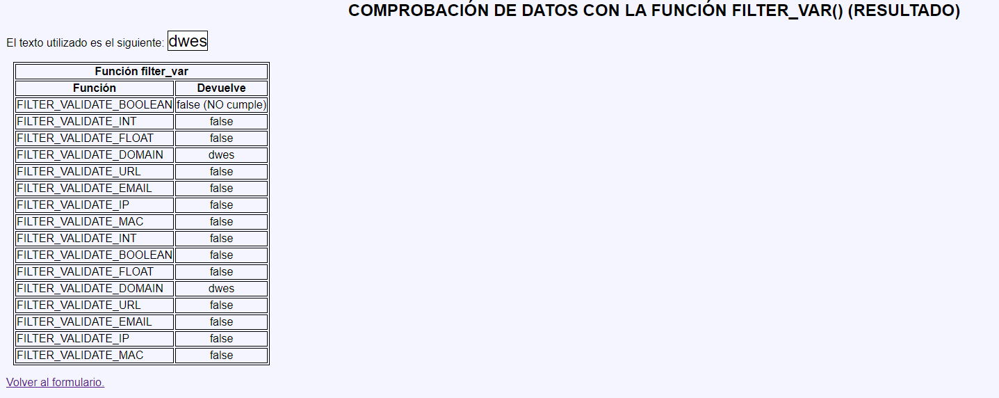 COMPROBACIÓN DE DATOS CON LA FUNCIÓN FILTER_VAR() (RESULTADO)
El texto utilizado es el siguiente: dwes
Función filter_var
Función Devuelve
FILTER_VALIDATE_BOOLEAN false (NO cumple)
FILTER_VALIDATE_INT false
FILTER_VALIDATE_FLOAT false
FILTER_VALIDATE_DOMAIN dwes
FILTER_VALIDATE_URL false
FILTER_VALIDATE_EMAIL false
FILTER_VALIDATE_IP false
FILTER_VALIDATE_MAC false
FILTER_VALIDATE_INT false
FILTER_VALIDATE_BOOLEAN false
FILTER_VALIDATE_FLOAT false
FILTER_VALIDATE_DOMAIN dwes
FILTER_VALIDATE_URL false
FILTER_VALIDATE_EMAIL false
FILTER_VALIDATE_IP false
FILTER_VALIDATE_MAC false
Volver al formulario.